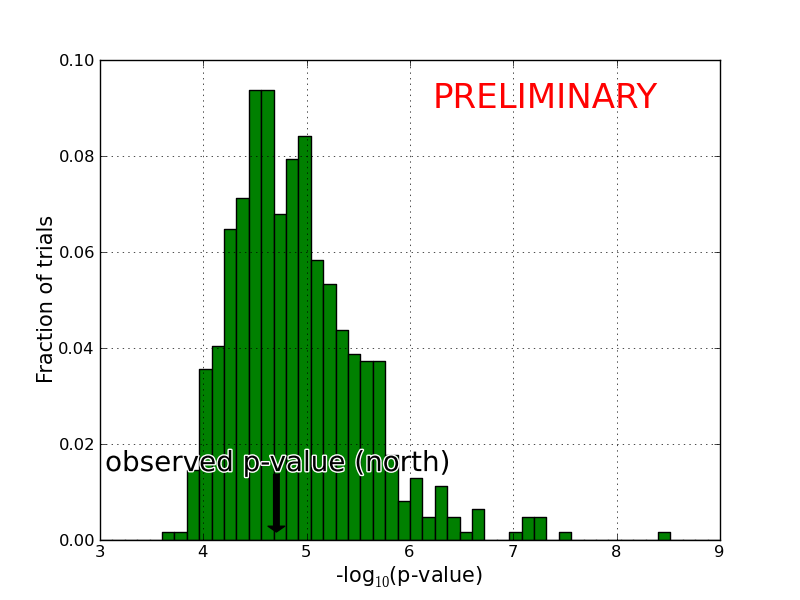 PRELIMINARY
0.10
0.08
0.06
0.04
0.02
0.00
Fraction of trials
observed p-value (north)
3 4 5 6 7 8 9
-log₁₀(p-value)